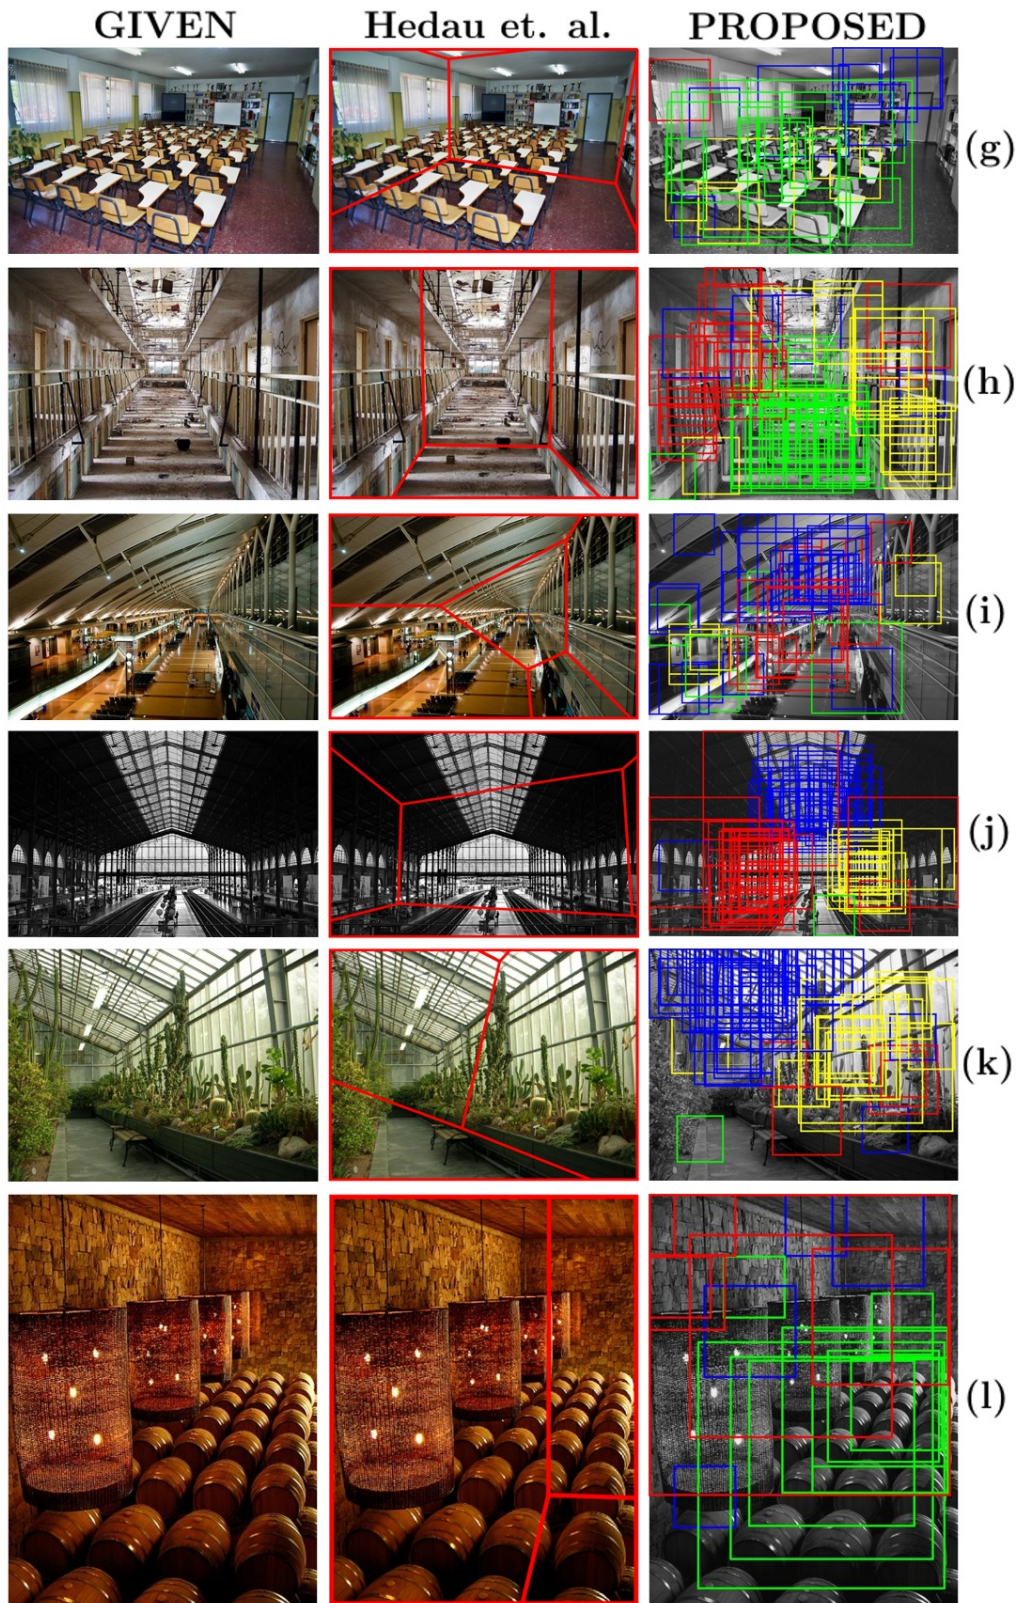 GIVEN Hedau et. al. PROPOSED
(g)
(h)
(i)
(j)
(k)
(l)